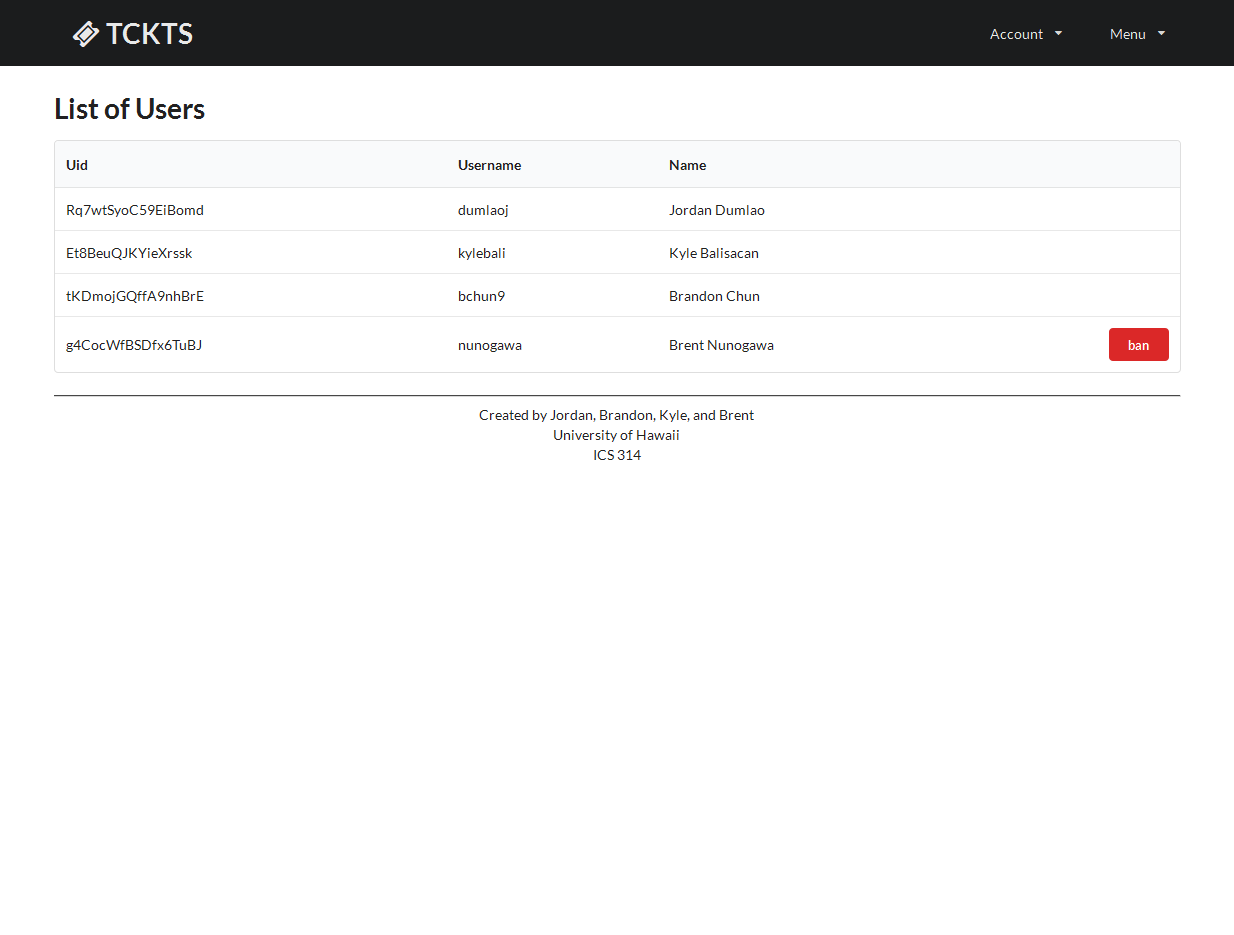 TCKTS Account Menu
List of Users
Uid Username Name
Rq7wtSyoC59EiBomd dumlaoj Jordan Dumlao
Et8BeuQJKYieXrssk kylebali Kyle Balisacan
tKDmojGQffA9nhBrE bchun9 Brandon Chun
g4CocWfBSDfx6TuBJ nunogawa Brent Nunogawa ban
Created by Jordan, Brandon, Kyle, and Brent
University of Hawaii
ICS 314